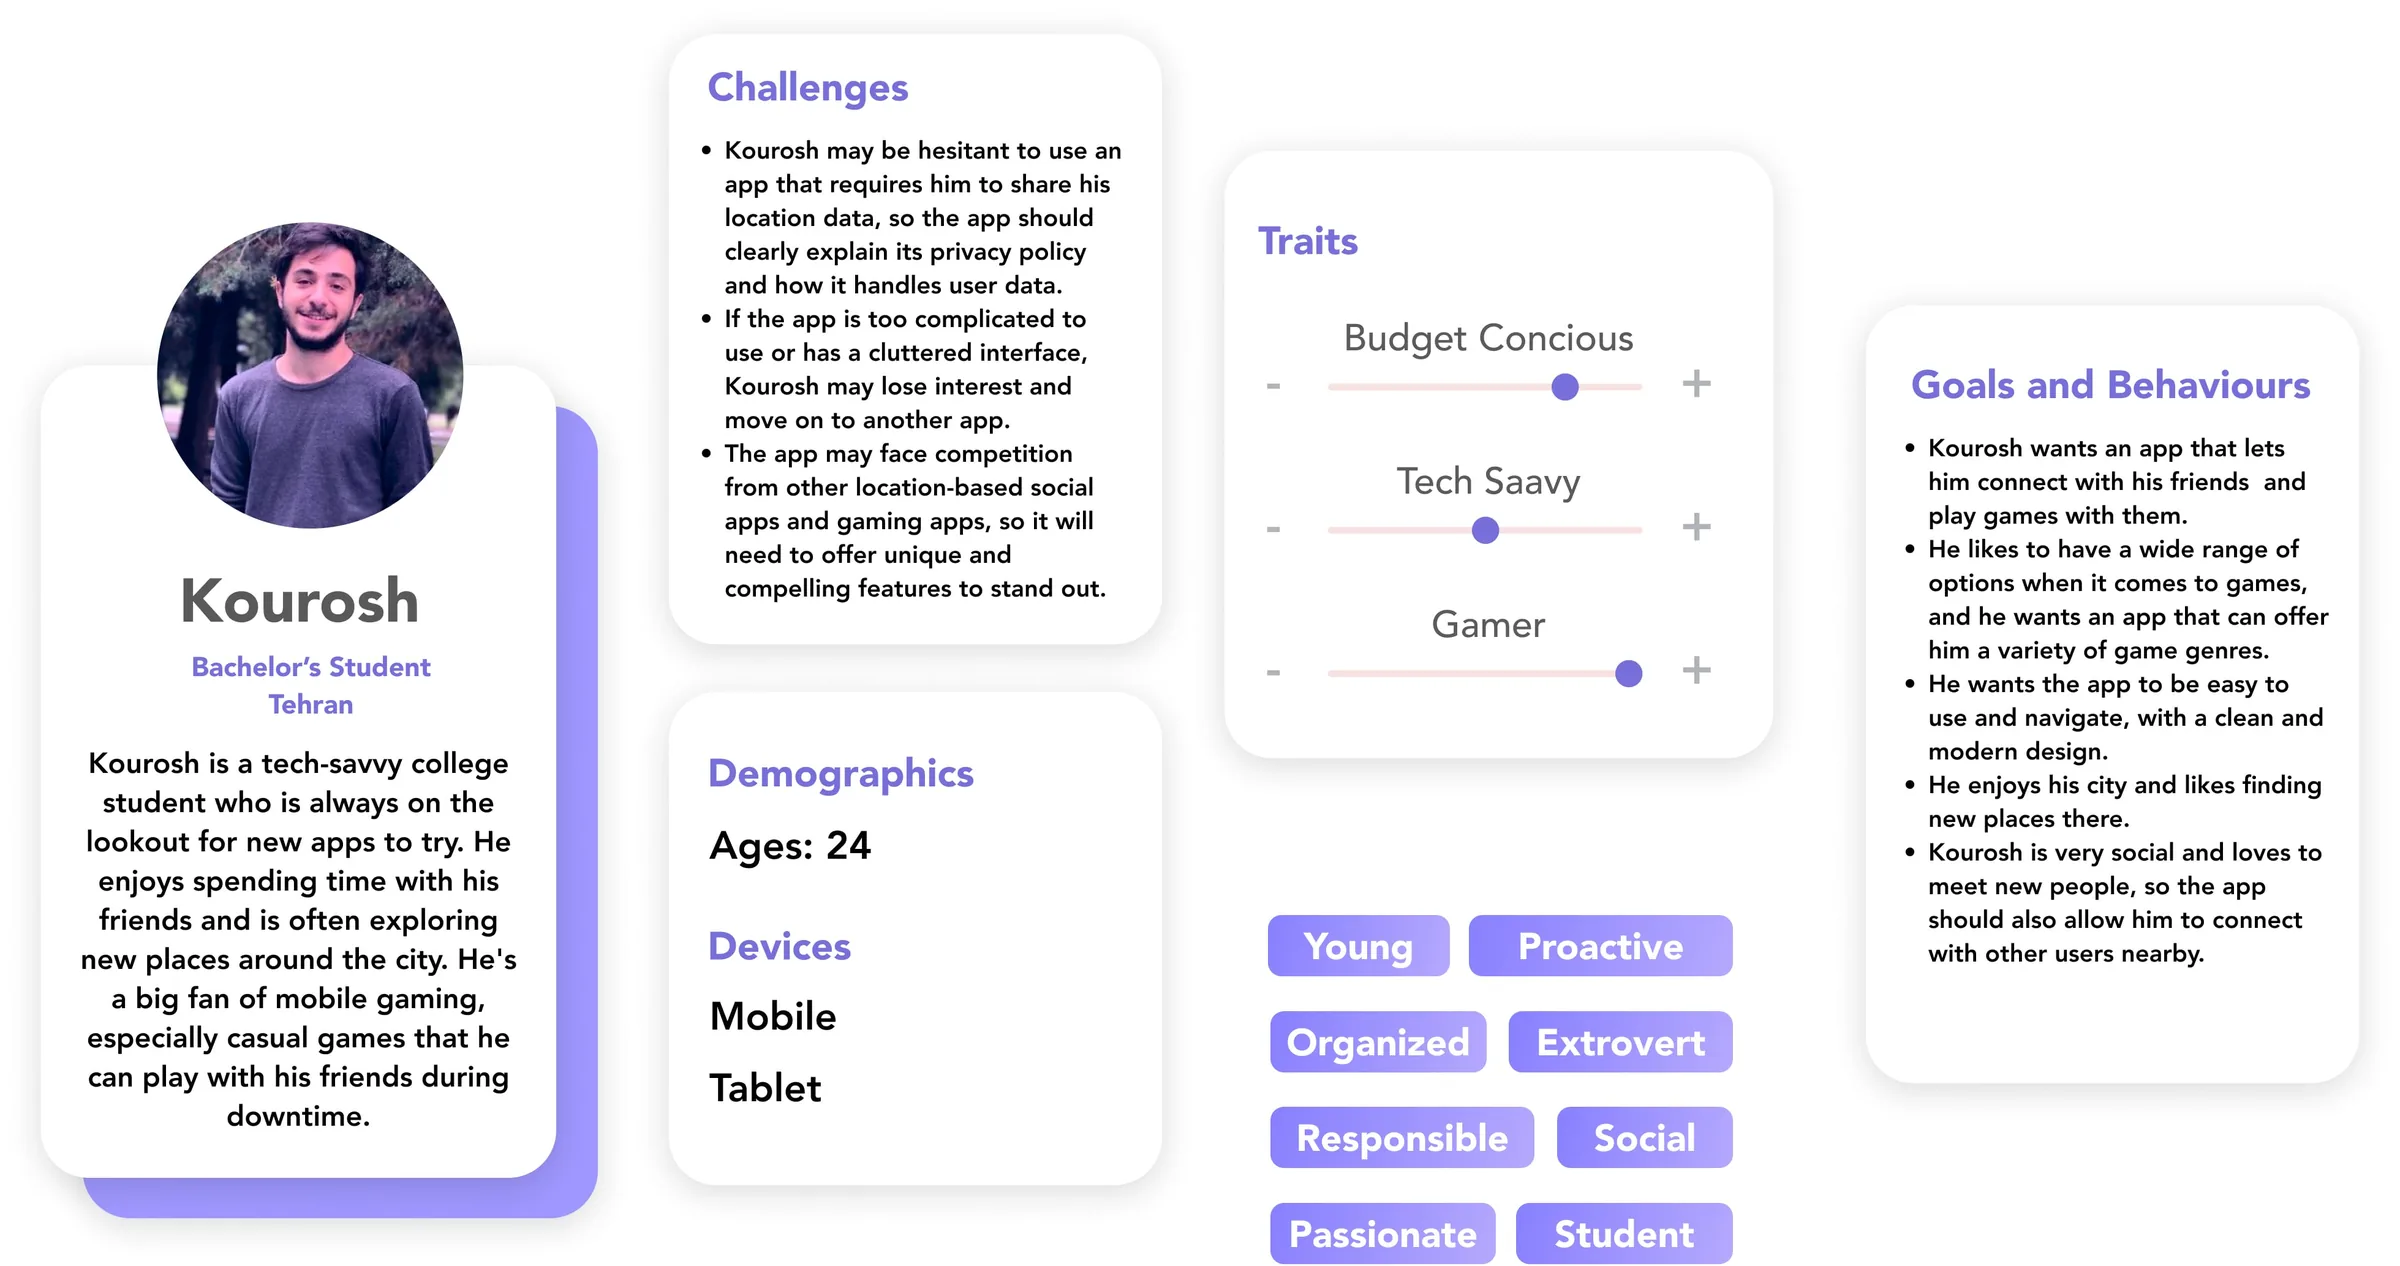 Kourosh
Bachelor’s Student
Tehran
Kourosh is a tech-savvy college
student who is always on the
lookout for new apps to try. He
enjoys spending time with his
friends and is often exploring
new places around the city. He's
a big fan of mobile gaming,
especially casual games that he
can play with his friends during
downtime.
Challenges
• Kourosh may be hesitant to use an
app that requires him to share his
location data, so the app should
clearly explain its privacy policy
and how it handles user data.
• If the app is too complicated to
use or has a cluttered interface,
Kourosh may lose interest and
move on to another app.
• The app may face competition
from other location-based social
apps and gaming apps, so it will
need to offer unique and
compelling features to stand out.
Demographics
Ages: 24
Devices
Mobile
Tablet
Traits
Budget Concious
- +
Tech Saavy
- +
Gamer
- +
Young Proactive
Organized Extrovert
Responsible Social
Passionate Student
Goals and Behaviours
• Kourosh wants an app that lets
him connect with his friends  and
play games with them.
• He likes to have a wide range of
options when it comes to games,
and he wants an app that can offer
him a variety of game genres.
• He wants the app to be easy to
use and navigate, with a clean and
modern design.
• He enjoys his city and likes finding
new places there.
• Kourosh is very social and loves to
meet new people, so the app
should also allow him to connect
with other users nearby.